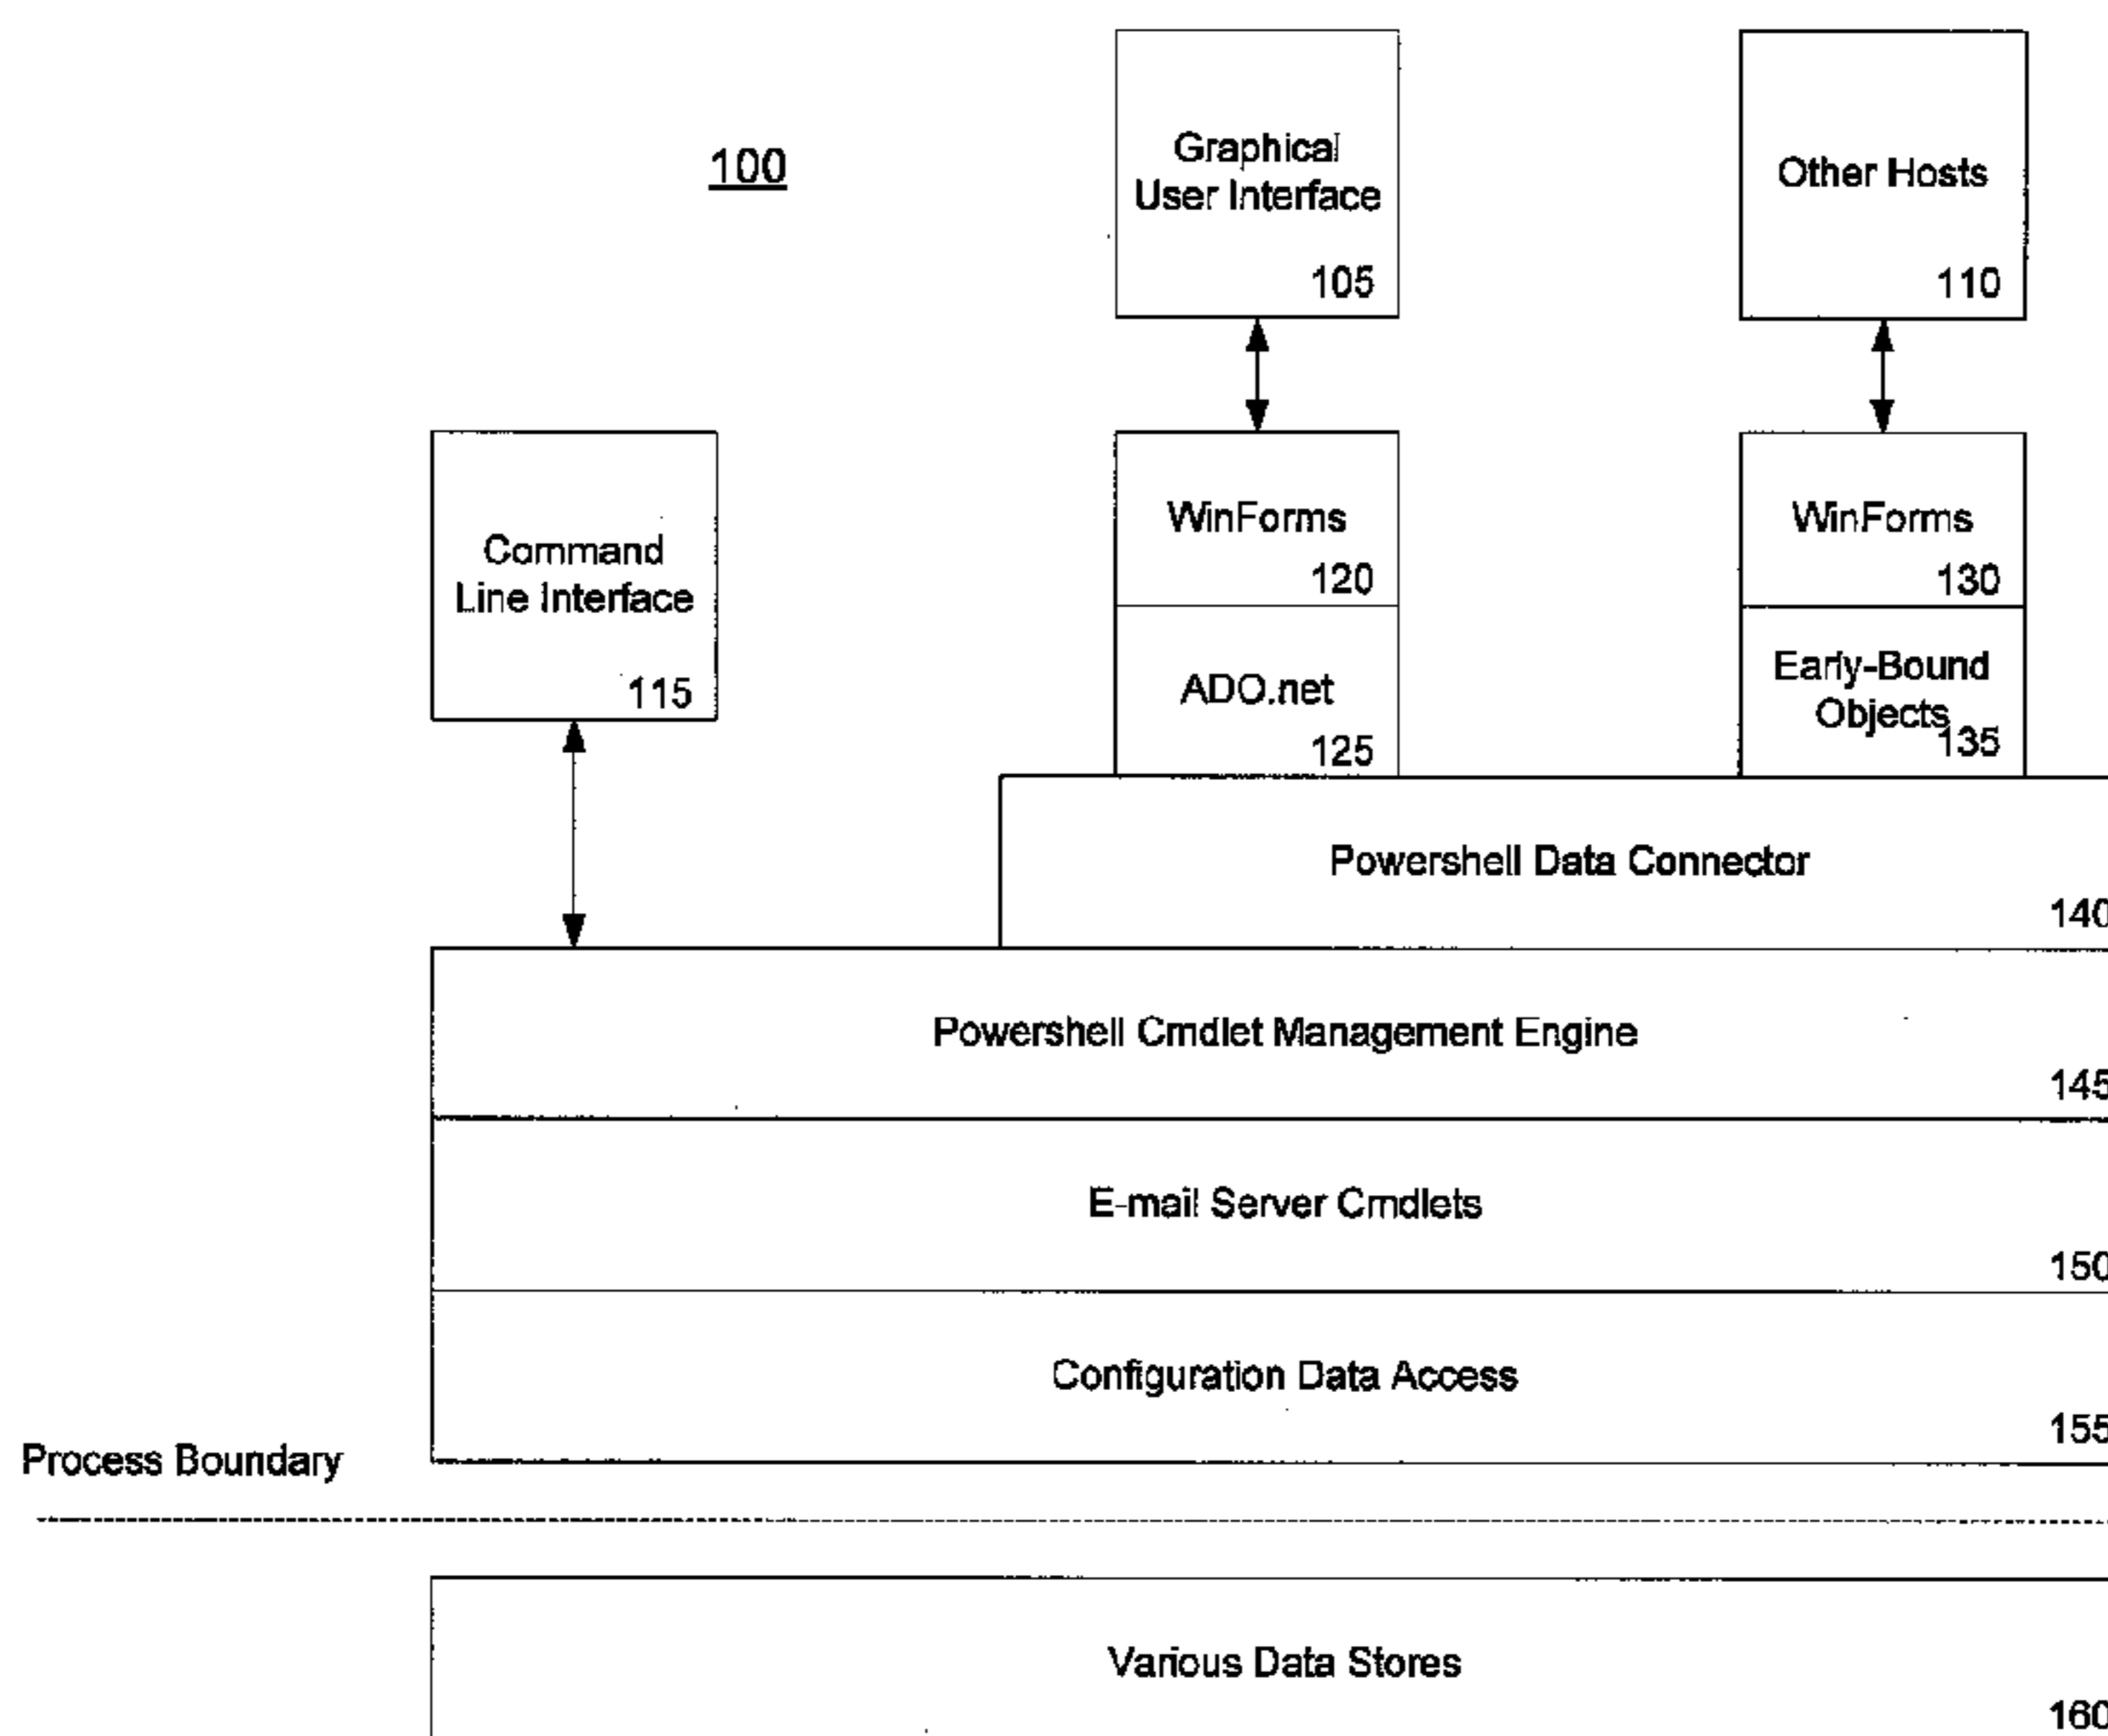 100
Graphical
User Interface
105
Other Hosts
110
Command
Line Interface
115
WinForms
120
ADO.net
125
WinForms
130
Early-Bound
Objects
135
Powershell Data Connector
140
Powershell Cmdlet Management Engine
145
E-mail Server Cmdlets
150
Configuration Data Access
155
Process Boundary
Various Data Stores
160